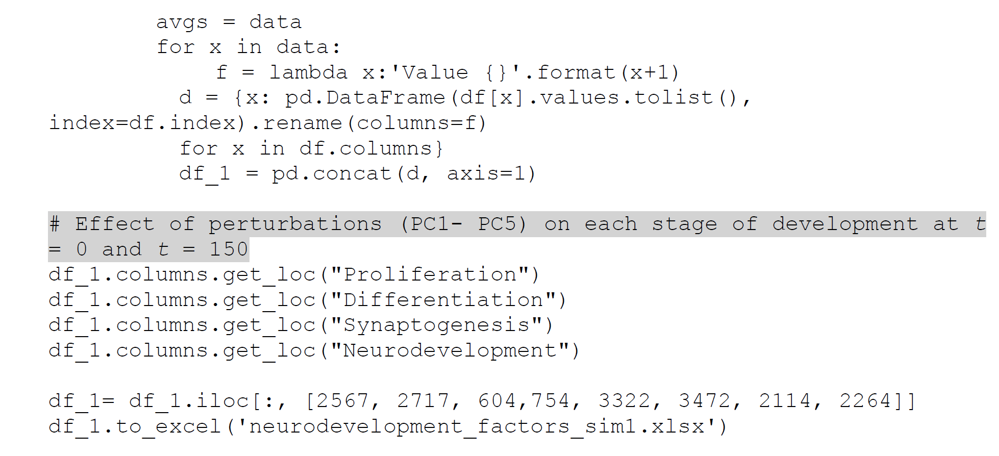 avgs = data
for x in data:
f = lambda x:'Value {}'.format(x+1)
d = {x: pd.DataFrame(df[x].values.tolist(),
index=df.index).rename(columns=f)
for x in df.columns}
df_1 = pd.concat(d, axis=1)
# Effect of perturbations (PC1- PC5) on each stage of development at t
= 0 and t = 150
df_1.columns.get_loc("Proliferation")
df_1.columns.get_loc("Differentiation")
df_1.columns.get_loc("Synaptogenesis")
df_1.columns.get_loc("Neurodevelopment")
df_1= df_1.iloc[:, [2567, 2717, 604,754, 3322, 3472, 2114, 2264]]
df_1.to_excel('neurodevelopment_factors_sim1.xlsx')